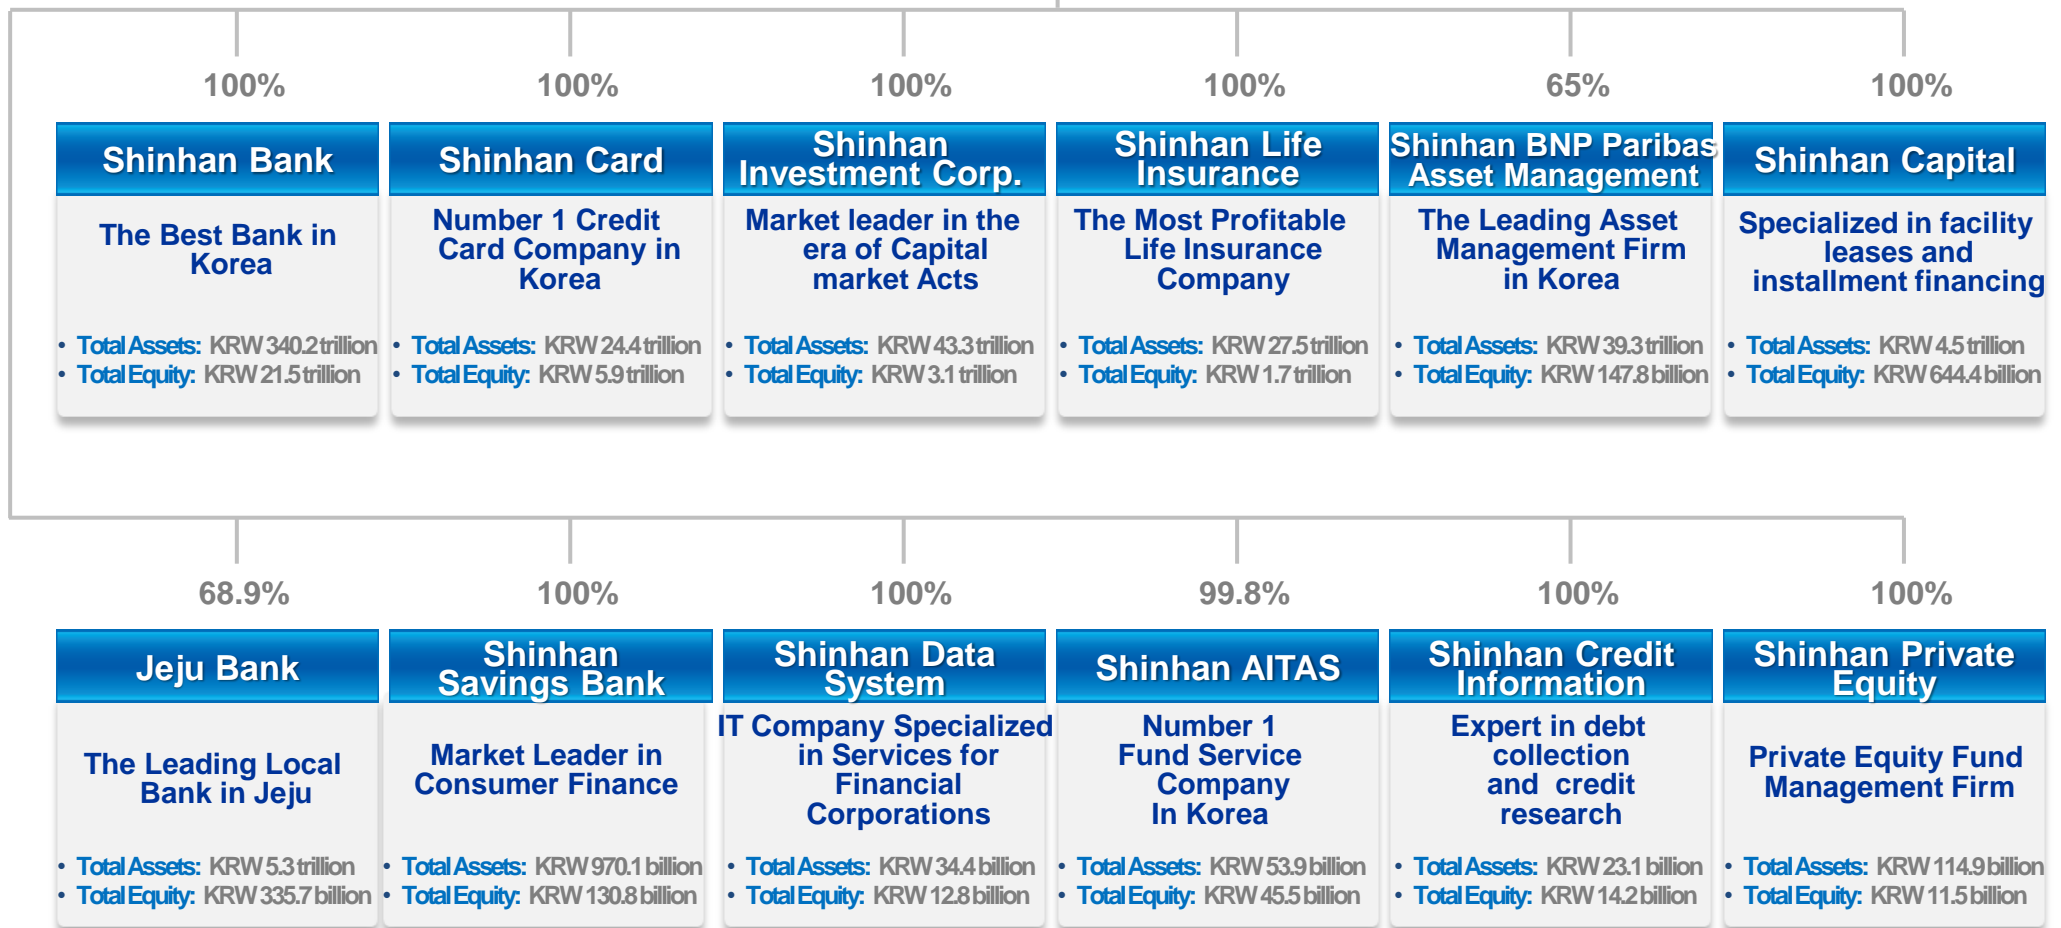 100%
100%
100%
100%
65%
100%
Shinhan Bank
The Best Bank in
Korea
• Total Assets: KRW 340.2 trillion
• Total Equity: KRW 21.5 trillion
Shinhan Card
Number 1 Credit
Card Company in
Korea
• Total Assets: KRW 24.4 trillion
• Total Equity: KRW 5.9 trillion
Shinhan
Investment Corp.
Market leader in the
era of Capital
market Acts
• Total Assets: KRW 43.3 trillion
• Total Equity: KRW 3.1 trillion
Shinhan Life
Insurance
The Most Profitable
Life Insurance
Company
• Total Assets: KRW 27.5 trillion
• Total Equity: KRW 1.7 trillion
Shinhan BNP Paribas
Asset Management
The Leading Asset
Management Firm
in Korea
• Total Assets: KRW 39.3 trillion
• Total Equity: KRW 147.8 billion
Shinhan Capital
Specialized in facility
leases and
installment financing
• Total Assets: KRW 4.5 trillion
• Total Equity: KRW 644.4 billion
68.9%
100%
100%
99.8%
100%
100%
Jeju Bank
The Leading Local
Bank in Jeju
• Total Assets: KRW 5.3 trillion
• Total Equity: KRW 335.7 billion
Shinhan
Savings Bank
Market Leader in
Consumer Finance
• Total Assets: KRW 970.1 billion
• Total Equity: KRW 130.8 billion
Shinhan Data
System
IT Company Specialized
in Services for
Financial
Corporations
• Total Assets: KRW 34.4 billion
• Total Equity: KRW 12.8 billion
Shinhan AITAS
Number 1
Fund Service
Company
In Korea
• Total Assets: KRW 53.9 billion
• Total Equity: KRW 45.5 billion
Shinhan Credit
Information
Expert in debt
collection
and credit
research
• Total Assets: KRW 23.1 billion
• Total Equity: KRW 14.2 billion
Shinhan Private
Equity
Private Equity Fund
Management Firm
• Total Assets: KRW 114.9 billion
• Total Equity: KRW 11.5 billion